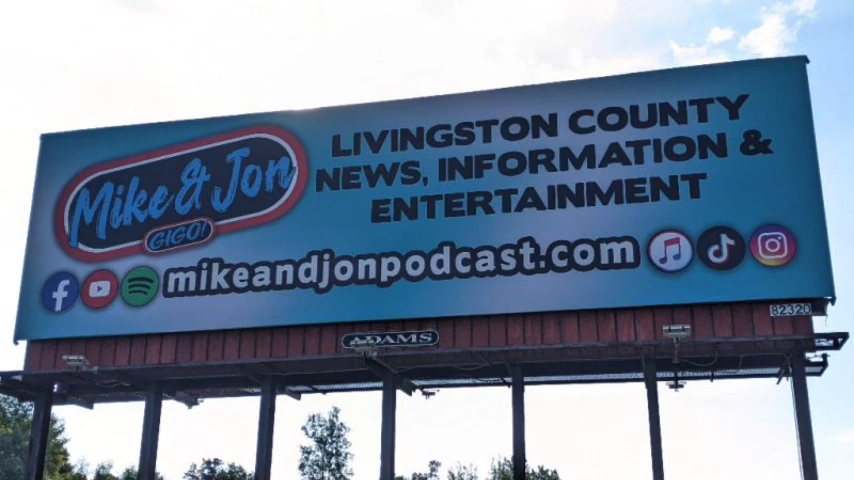 Mike & Jon
GIGO!
LIVINGSTON COUNTY
NEWS, INFORMATION &
ENTERTAINMENT
mikeandjonpodcast.com
82320
ADAMS